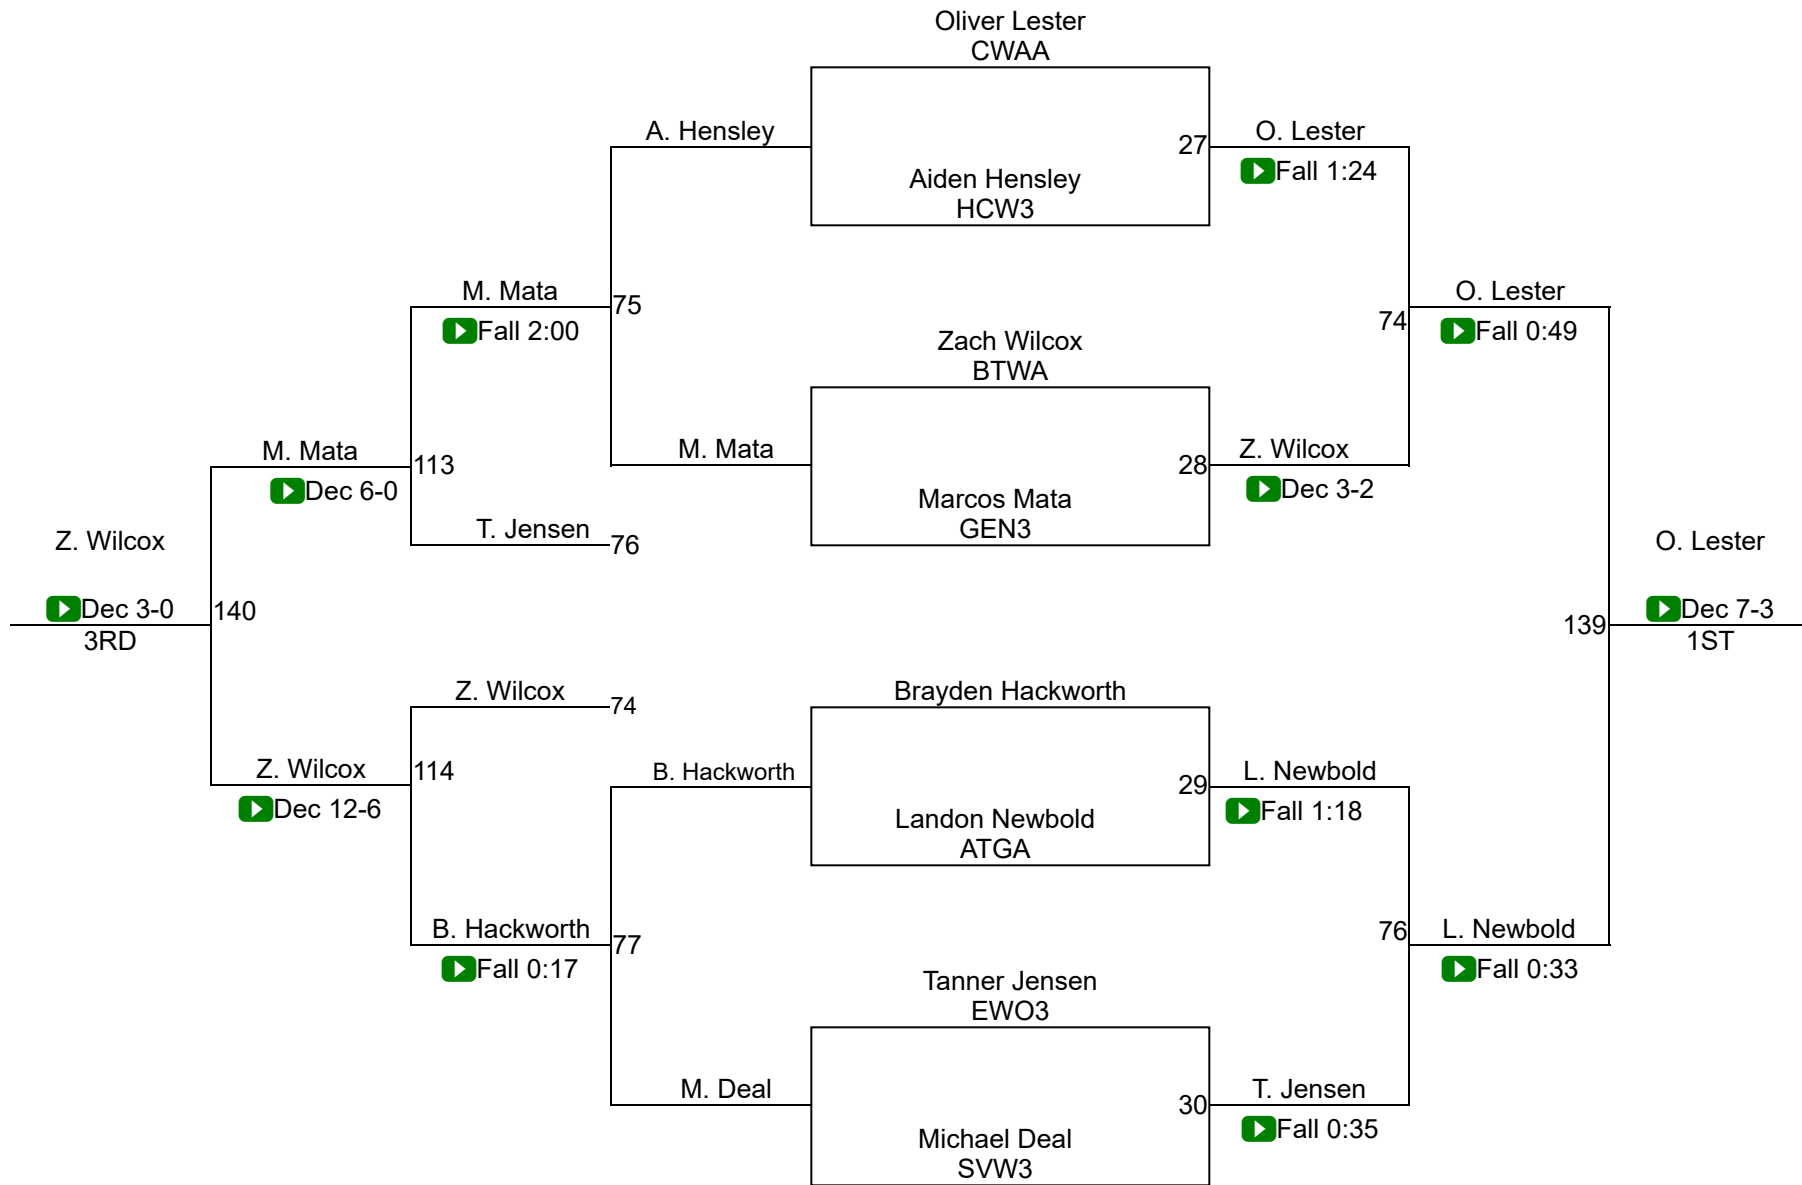 Oliver Lester
CWAA
A. Hensley
27
O. Lester
Fall 1:24
Aiden Hensley
HCW3
M. Mata
75
Fall 2:00
O. Lester
74
Fall 0:49
Zach Wilcox
BTWA
M. Mata
113
Dec 6-0
M. Mata
28
Z. Wilcox
Dec 3-2
Marcos Mata
GEN3
T. Jensen
76
Z. Wilcox
Dec 3-0
140
3RD
O. Lester
139
Dec 7-3
1ST
Z. Wilcox
74
Brayden Hackworth
Z. Wilcox
114
Dec 12-6
B. Hackworth
29
L. Newbold
Fall 1:18
Landon Newbold
ATGA
B. Hackworth
77
Fall 0:17
76
L. Newbold
Fall 0:33
Tanner Jensen
EWO3
M. Deal
30
T. Jensen
Fall 0:35
Michael Deal
SVW3